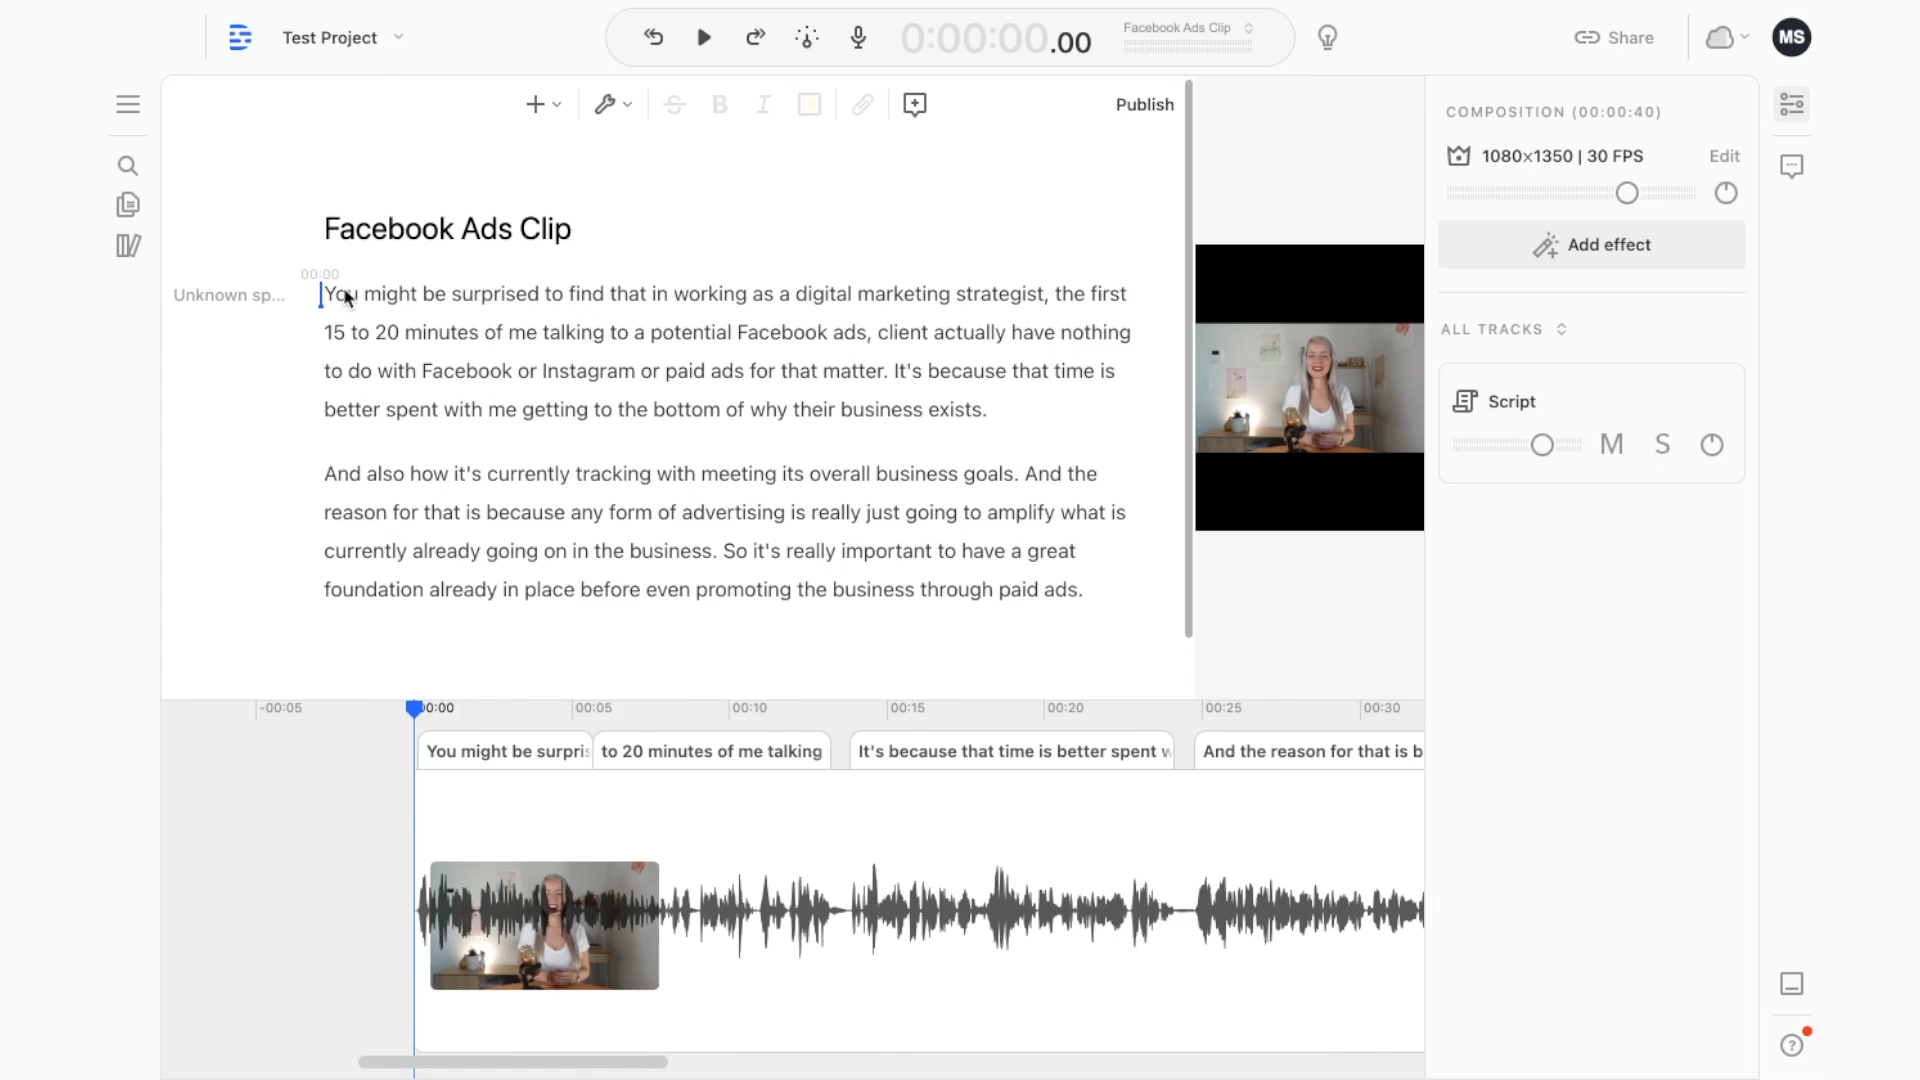 Test Project
0:00:00.00
Facebook Ads Clip
Share
MS
Publish
Facebook Ads Clip
00:00
Unknown sp...
You might be surprised to find that in working as a digital marketing strategist, the first
15 to 20 minutes of me talking to a potential Facebook ads, client actually have nothing
to do with Facebook or Instagram or paid ads for that matter. It's because that time is
better spent with me getting to the bottom of why their business exists.
And also how it's currently tracking with meeting its overall business goals. And the
reason for that is because any form of advertising is really just going to amplify what is
currently already going on in the business. So it's really important to have a great
foundation already in place before even promoting the business through paid ads.
COMPOSITION (00:00:40)
1080×1350 | 30 FPS
Edit
Add effect
ALL TRACKS
Script
M S
-00:05 00:00 00:05 00:10 00:15 00:20 00:25 00:30
You might be surpris
to 20 minutes of me talking
It's because that time is better spent w
And the reason for that is b